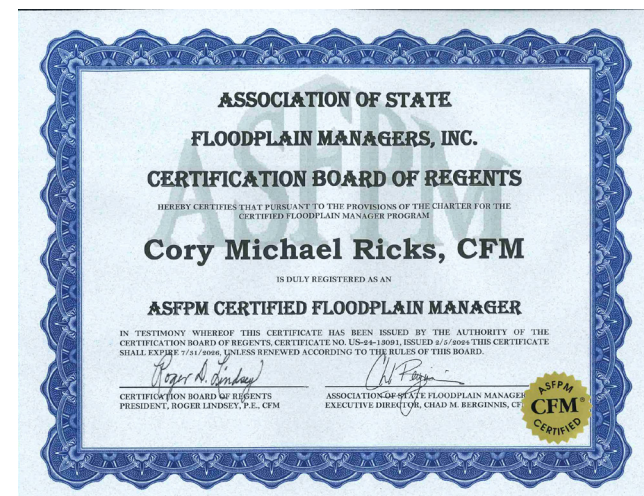 ASSOCIATION OF STATE
FLOODPLAIN MANAGERS, INC.
CERTIFICATION BOARD OF REGENTS
HEREBY CERTIFIES THAT PURSUANT TO THE PROVISIONS OF THE CHARTER FOR THE
CERTIFIED FLOODPLAIN MANAGER PROGRAM
Cory Michael Ricks, CFM
IS DULY REGISTERED AS AN
ASFPM CERTIFIED FLOODPLAIN MANAGER
IN TESTIMONY WHEREOF THIS CERTIFICATE HAS BEEN ISSUED BY THE AUTHORITY OF THE
CERTIFICATION BOARD OF REGENTS, CERTIFICATE NO. US-24-13091, ISSUED 2/5/2024 THIS CERTIFICATE
SHALL EXPIRE 7/31/2026, UNLESS RENEWED ACCORDING TO THE RULES OF THIS BOARD.
Roger D. Lindsey
CERTIFICATION BOARD OF REGENTS
PRESIDENT, ROGER LINDSEY, P.E., CFM
ASSOCIATION OF STATE FLOODPLAIN MANAGE
EXECUTIVE DIRECTOR, CHAD M. BERGINNIS, CF
ASFPM
CFM®
CERTIFIED
ASFPM